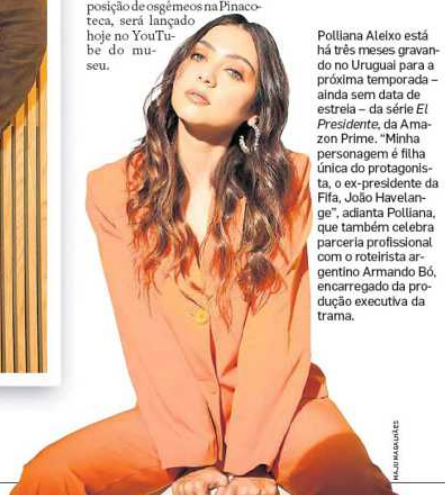 posição de osgêmeos na Pinaco-
teca, será lançado
hoje no YouTu-
be do mu-
seu.
Polliana Aleixo está
há três meses gravan-
do no Uruguai para a
próxima temporada –
ainda sem data de
estreia – da série El
Presidente, da Ama-
zon Prime. “Minha
personagem é filha
única do protagonis-
ta, o ex-presidente da
Fifa, João Havelan-
ge”, adianta Polliana,
que também celebra
parceria profissional
com o roteirista ar-
gentino Armando Bó,
encarregado da pro-
dução executiva da
trama.
MAJU MAGALHÃES